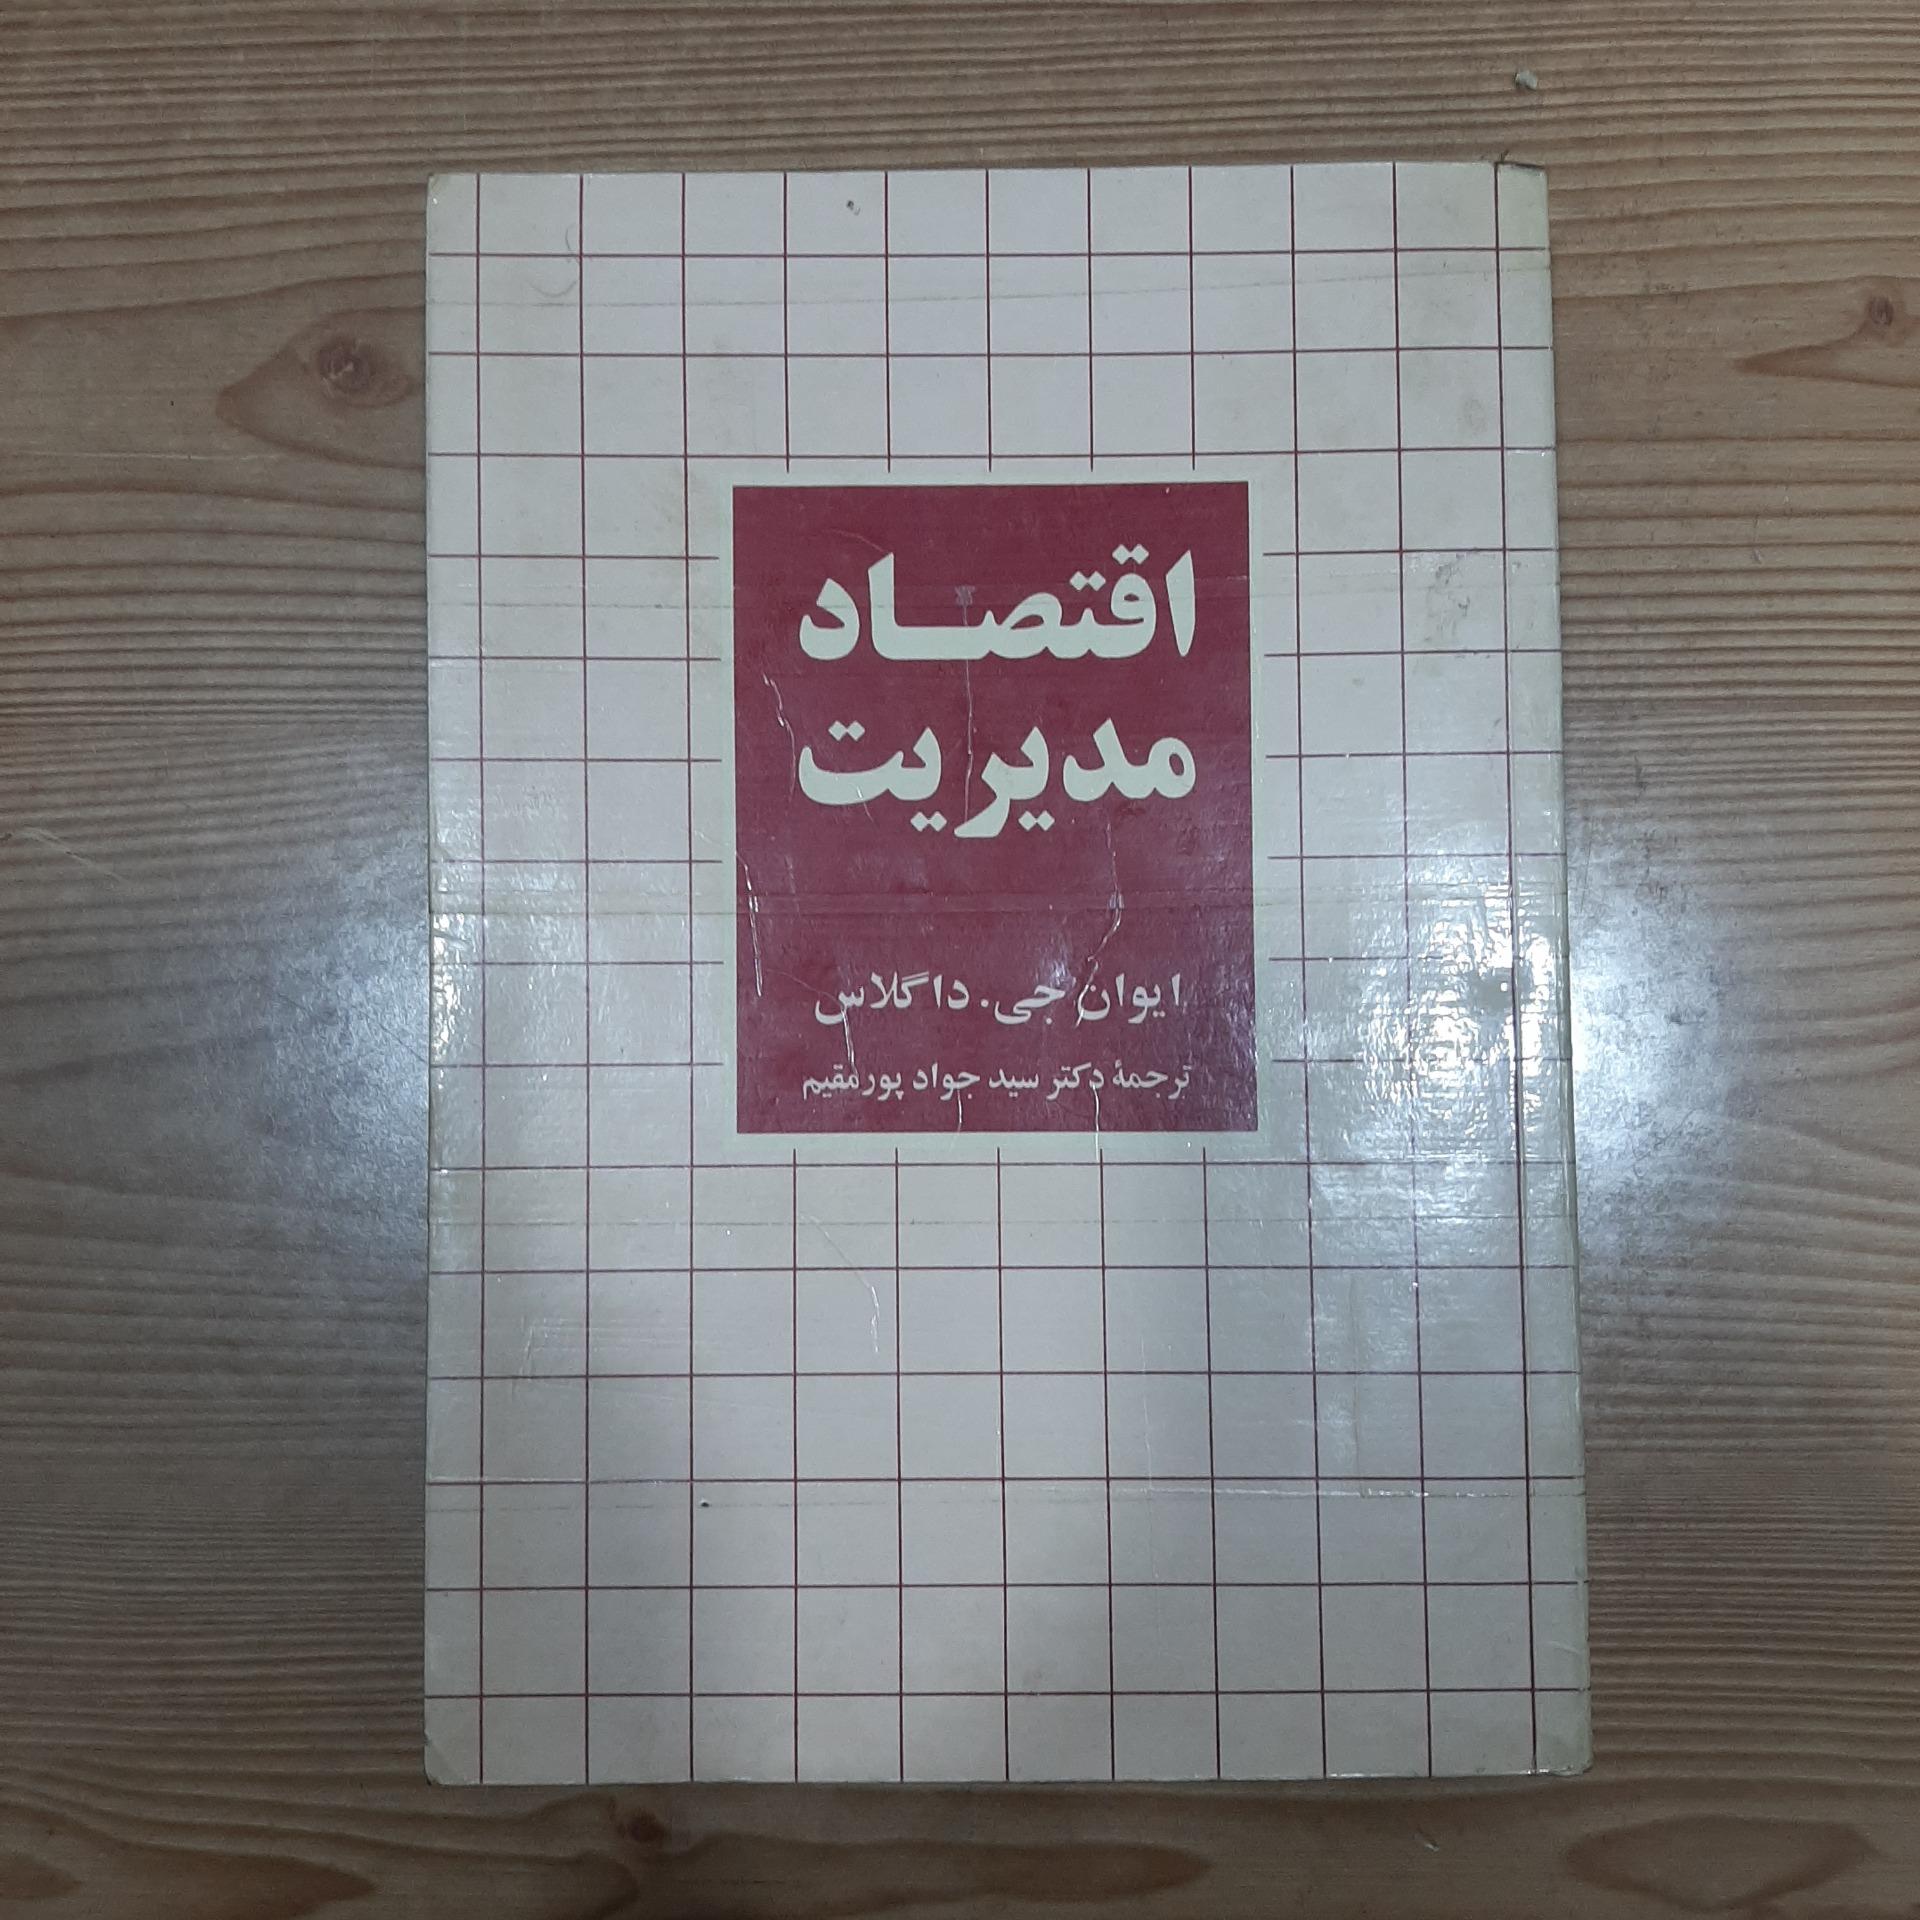 اقتصاد
مدیریت
ایوان جی. داگلاس
ترجمهٔ دکتر سید جواد پورمقیم